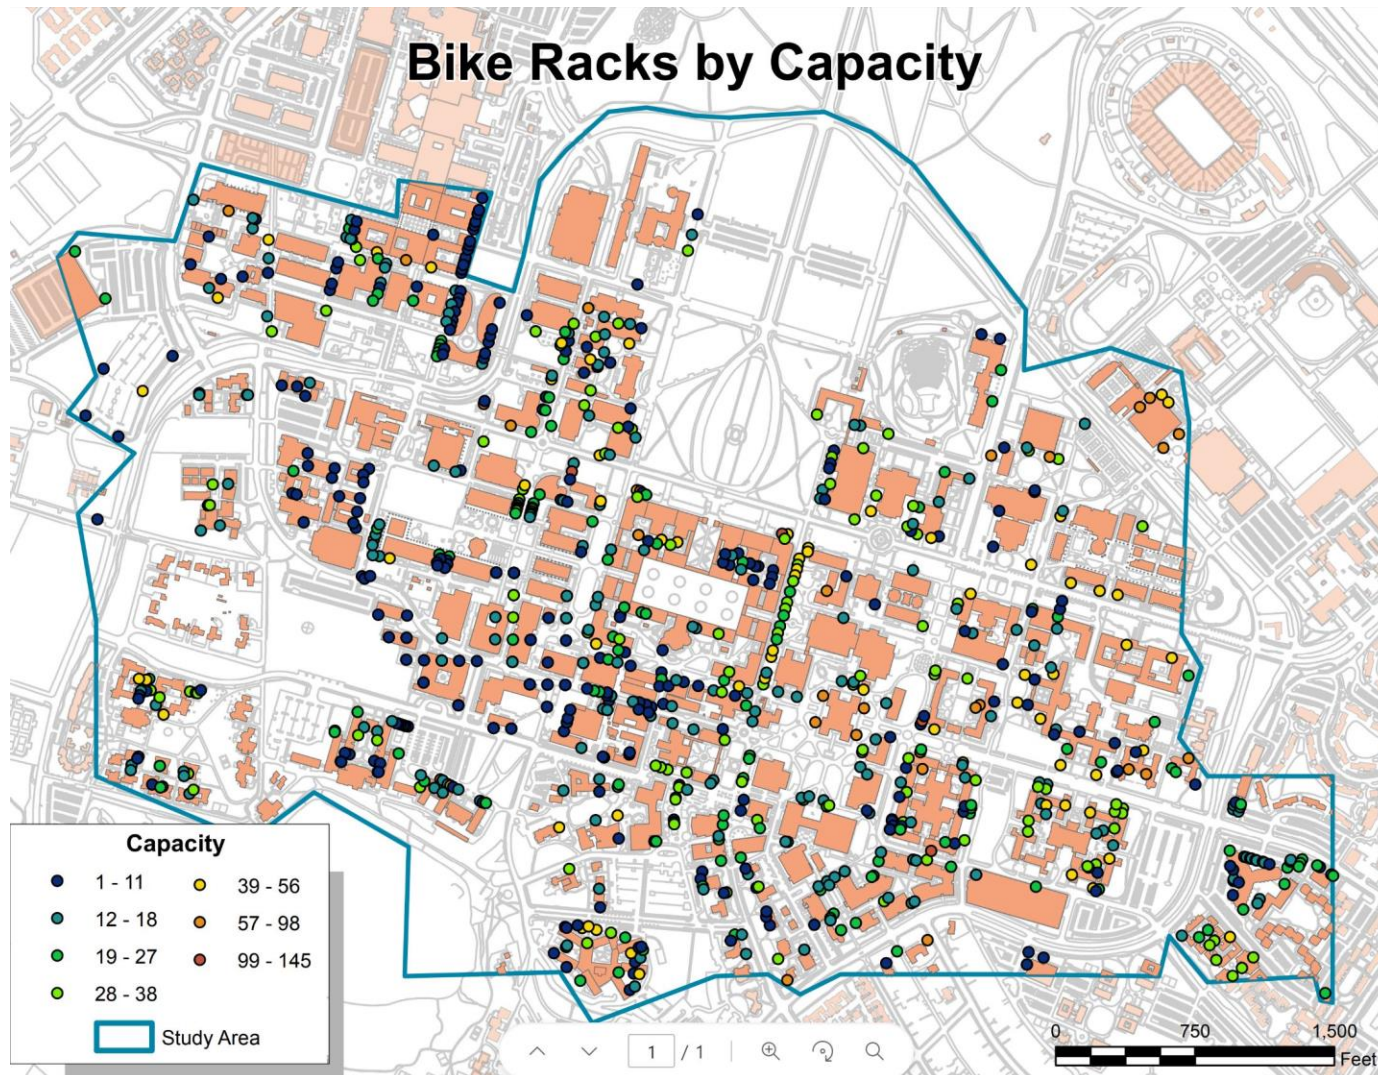 Bike Racks by Capacity
Capacity
1 - 11
12 - 18
19 - 27
28 - 38
39 - 56
57 - 98
99 - 145
Study Area
1 / 1
0 750 1,500
Feet